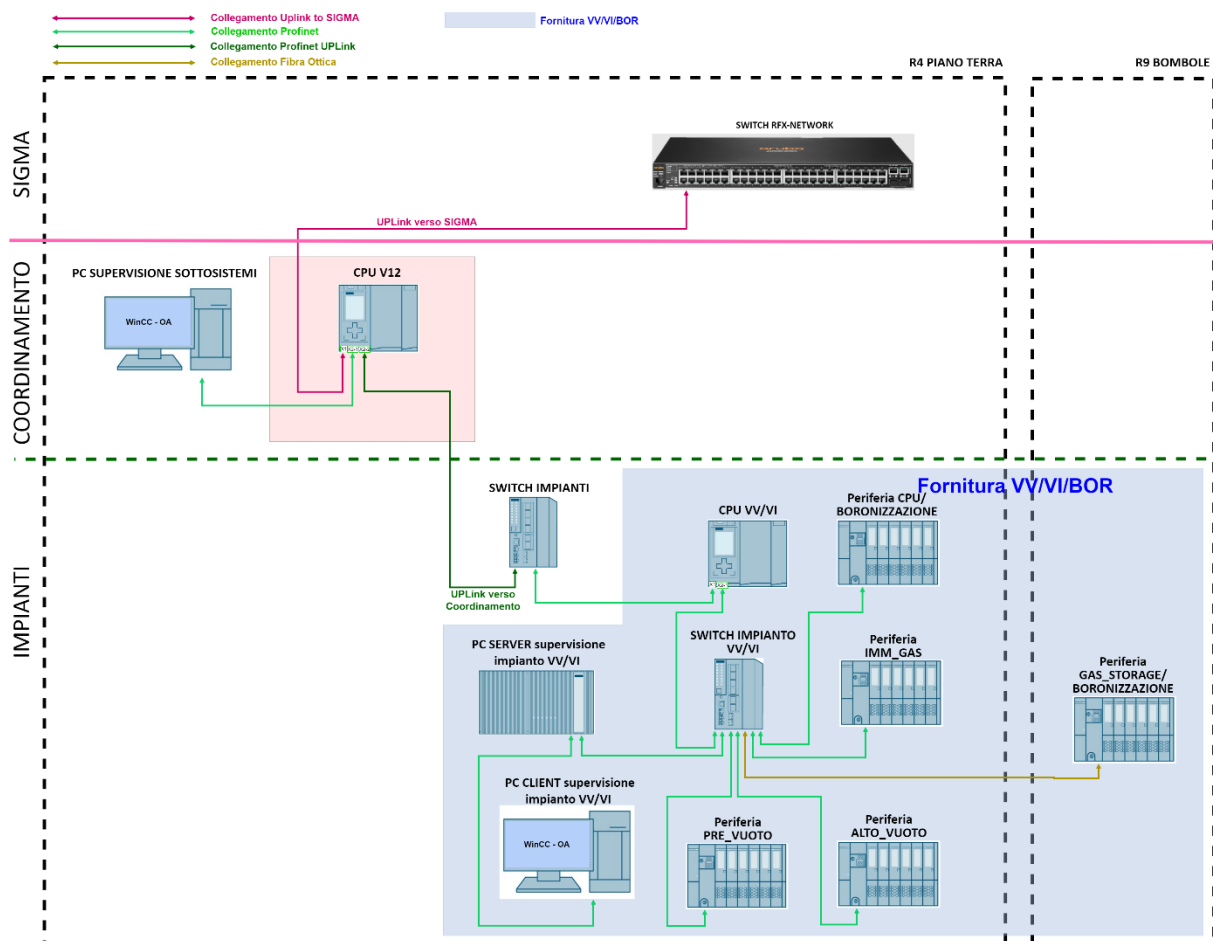 Collegamento Uplink to SIGMA
Collegamento Profinet
Collegamento Profinet UPLink
Collegamento Fibra Ottica
Fornitura VV/VI/BOR
R4 PIANO TERRA
R9 BOMBOLE
SIGMA
SWITCH RFX-NETWORK
aruba
UPLink verso SIGMA
COORDINAMENTO
PC SUPERVISIONE SOTTOSISTEMI
WinCC - OA
CPU V12
IMPIANTI
Fornitura VV/VI/BOR
SWITCH IMPIANTI
UPLink verso
Coordinamento
CPU VV/VI
Periferia CPU/
BORONIZZAZIONE
PC SERVER supervisione
impianto VV/VI
SWITCH IMPIANTO
VV/VI
Periferia
IMM_GAS
Periferia
GAS_STORAGE/
BORONIZZAZIONE
PC CLIENT supervisione
impianto VV/VI
WinCC - OA
Periferia
PRE_VUOTO
Periferia
ALTO_VUOTO